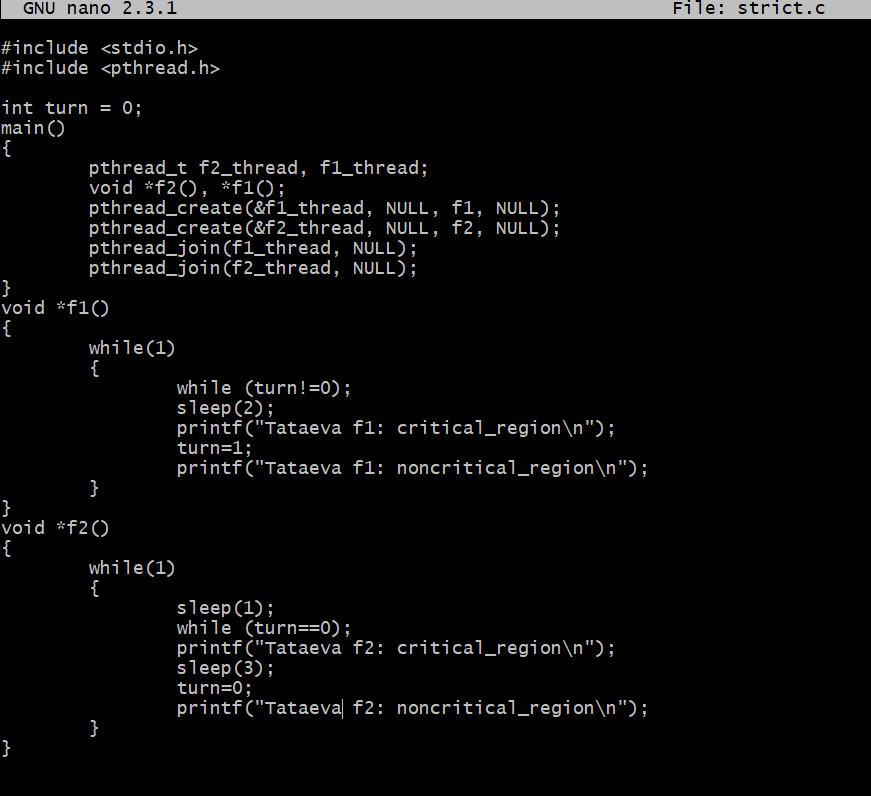 GNU nano 2.3.1 File: strict.c
#include <stdio.h>
#include <pthread.h>
int turn = 0;
main()
{
        pthread_t f2_thread, f1_thread;
        void *f2(), *f1();
        pthread_create(&f1_thread, NULL, f1, NULL);
        pthread_create(&f2_thread, NULL, f2, NULL);
        pthread_join(f1_thread, NULL);
        pthread_join(f2_thread, NULL);
}
void *f1()
{
        while(1)
        {
                while (turn!=0);
                sleep(2);
                printf("Tataeva f1: critical_region\n");
                turn=1;
                printf("Tataeva f1: noncritical_region\n");
        }
}
void *f2()
{
        while(1)
        {
                sleep(1);
                while (turn==0);
                printf("Tataeva f2: critical_region\n");
                sleep(3);
                turn=0;
                printf("Tataeva f2: noncritical_region\n");
        }
}